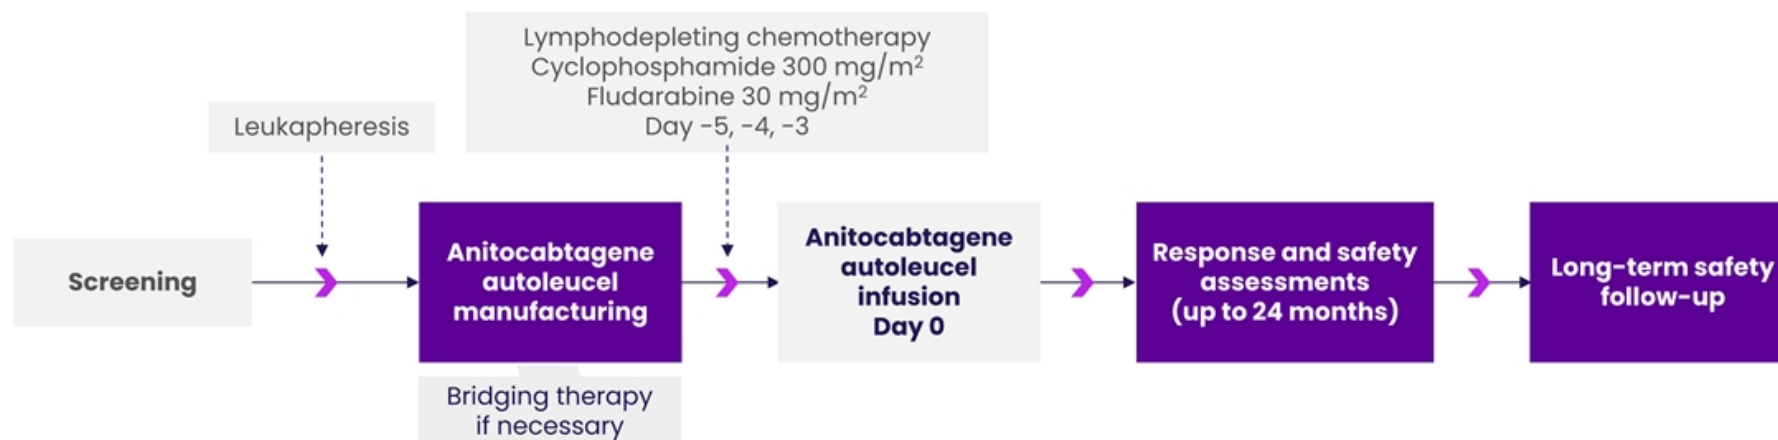 Lymphodepleting chemotherapy
Cyclophosphamide 300 mg/m²
Fludarabine 30 mg/m²
Day −5, −4, −3
Leukapheresis
Screening
Anitocabtagene
autoleucel
manufacturing
Bridging therapy
if necessary
Anitocabtagene
autoleucel
infusion
Day 0
Response and safety
assessments
(up to 24 months)
Long-term safety
follow-up